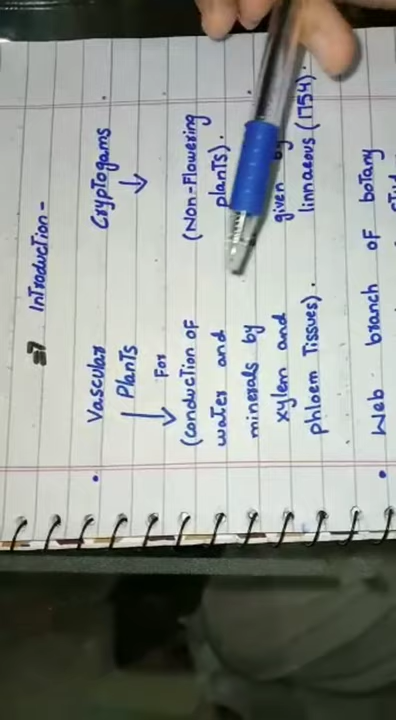 => Introduction -
• Vascular Cryptogams
Plants ↓
↓ For (Non-Flowering
(conduction of plants).
water and
minerals by given by
xylem and linnaeous (1754).
phloem Tissues).
• Web branch of botany